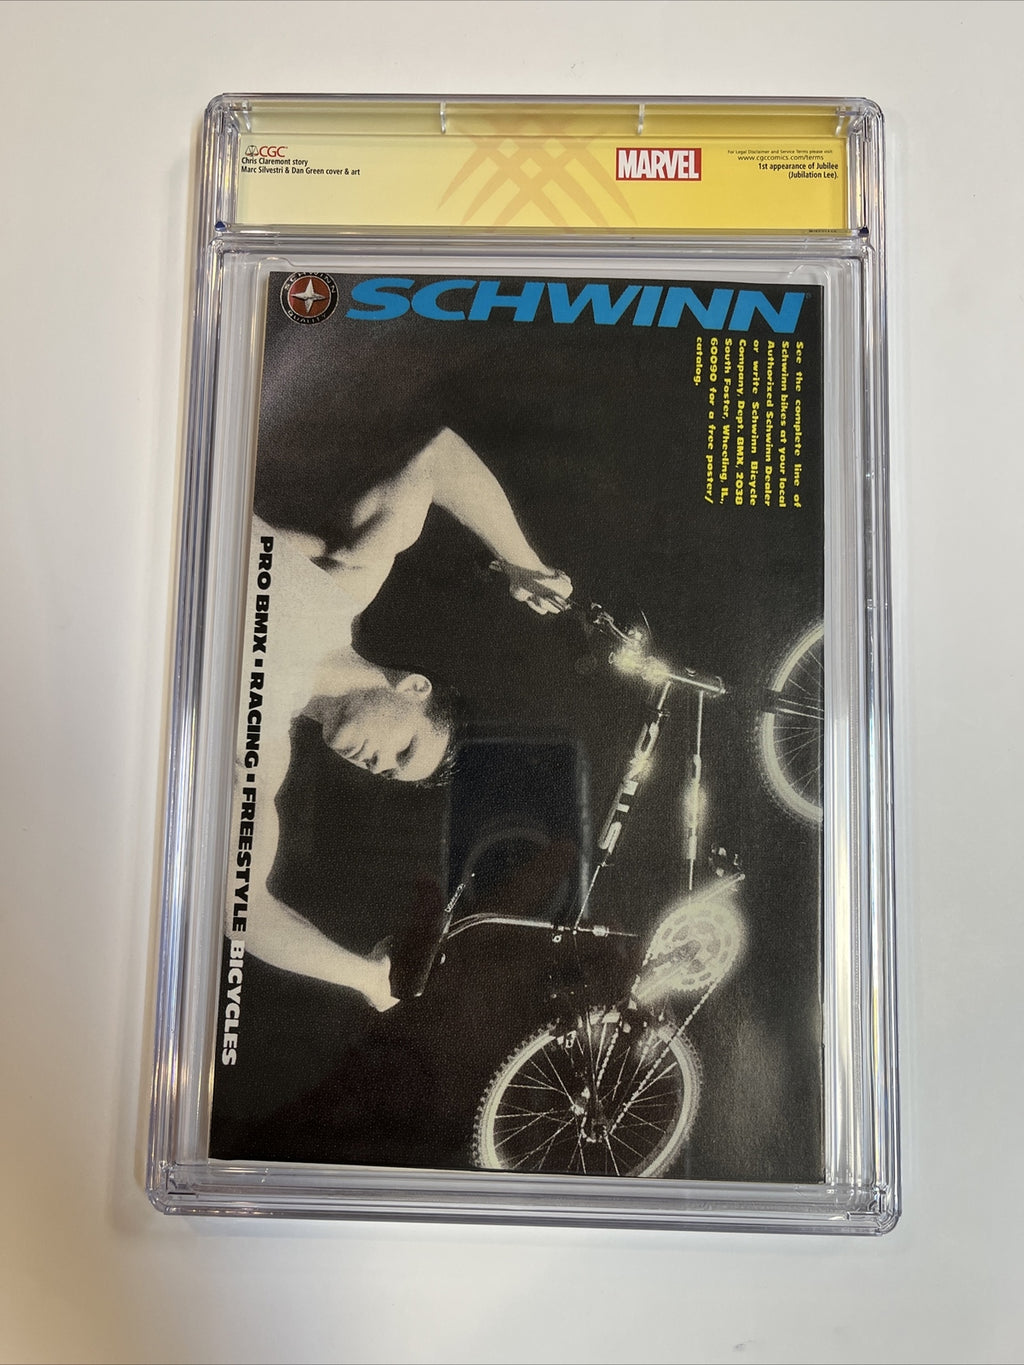 CGC
Chris Claremont story
Marc Silvestri & Dan Green cover & art
MARVEL
For Legal Disclaimer and Service Terms please visit
www.cgccomics.com/terms
1st appearance of Jubilee
(Jubilation Lee).
SCHWINN
QUALITY
SCHWINN
See the complete line of
Schwinn bikes at your local
Authorized Schwinn Dealer
or write Schwinn Bicycle
Company, Dept. BMX, 2038
South Foster, Wheeling, IL,
60090 for a free poster/
catalog.
PRO BMX ▪ RACING ▪ FREESTYLE BICYCLES